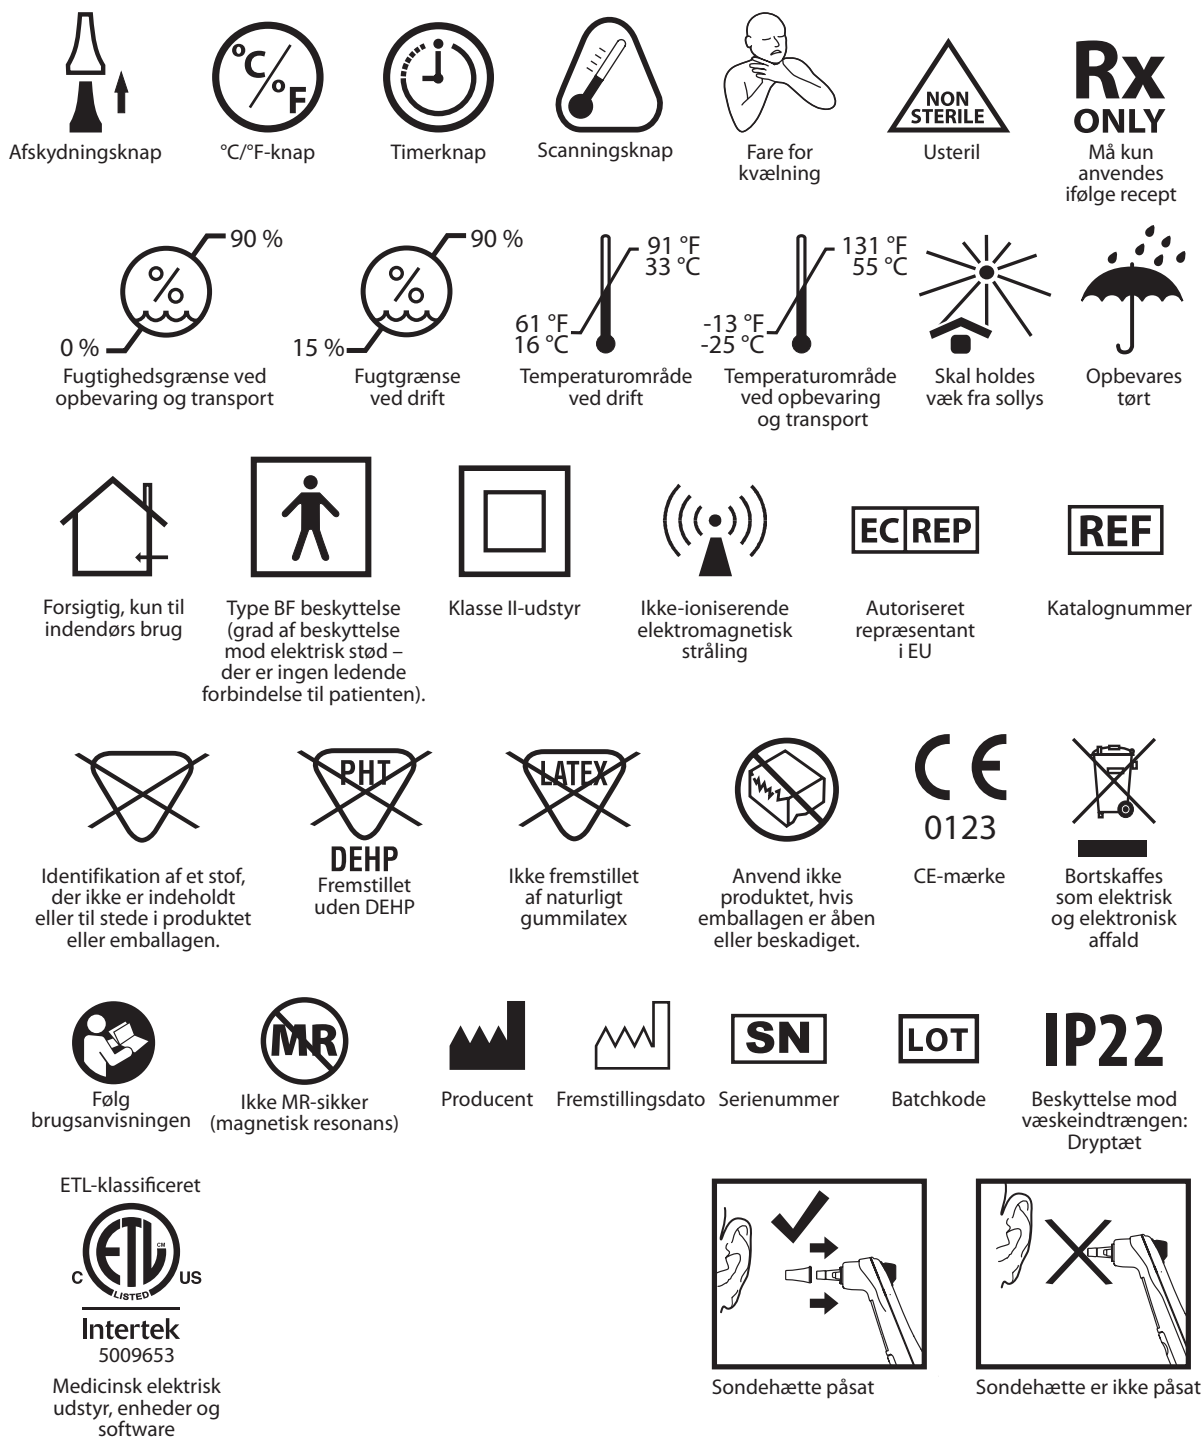 °C/°F
NON
STERILE
Rx
ONLY
Afskydningsknap
°C/°F-knap
Timerknap
Scanningsknap
Fare for
kvælning
Usteril
Må kun
anvendes
ifølge recept
90 %
%
0 %
90 %
%
15 %
91 °F
33 °C
61 °F
16 °C
131 °F
55 °C
-13 °F
-25 °C
Fugtighedsgrænse ved
opbevaring og transport
Fugtgrænse
ved drift
Temperaturområde
ved drift
Temperaturområde
ved opbevaring
og transport
Skal holdes
væk fra sollys
Opbevares
tørt
EC REP
REF
Forsigtig, kun til
indendørs brug
Type BF beskyttelse
(grad af beskyttelse
mod elektrisk stød –
der er ingen ledende
forbindelse til patienten).
Klasse II-udstyr
Ikke-ioniserende
elektromagnetisk
stråling
Autoriseret
repræsentant
i EU
Katalognummer
PHT
DEHP
LATEX
CE
0123
Identifikation af et stof,
der ikke er indeholdt
eller til stede i produktet
eller emballagen.
Fremstillet
uden DEHP
Ikke fremstillet
af naturligt
gummilatex
Anvend ikke
produktet, hvis
emballagen er åben
eller beskadiget.
CE-mærke
Bortskaffes
som elektrisk
og elektronisk
affald
MR
SN
LOT
IP22
Følg
brugsanvisningen
Ikke MR-sikker
(magnetisk resonans)
Producent
Fremstillingsdato
Serienummer
Batchkode
Beskyttelse mod
væskeindtrængen:
Dryptæt
ETL-klassificeret
ETL
CM
C
US
LISTED
Intertek
5009653
Medicinsk elektrisk
udstyr, enheder og
software
Sondehætte påsat
Sondehætte er ikke påsat